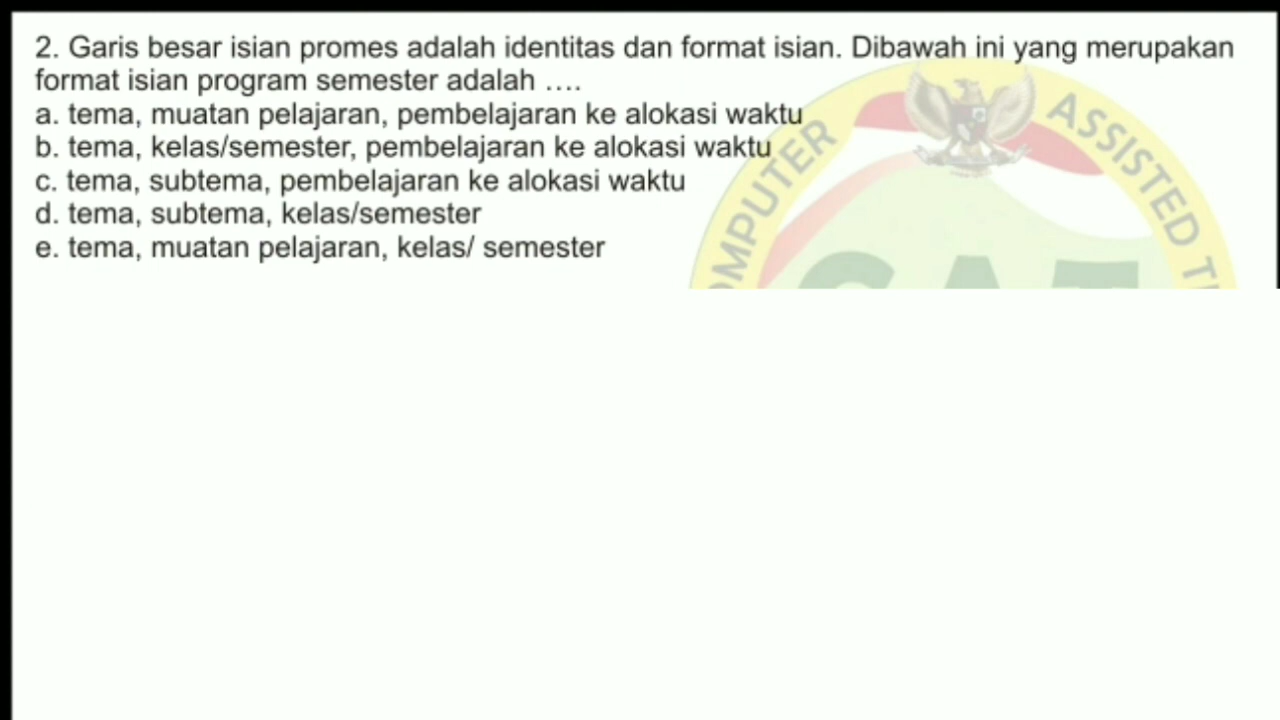 2. Garis besar isian promes adalah identitas dan format isian. Dibawah ini yang merupakan
format isian program semester adalah ....
a. tema, muatan pelajaran, pembelajaran ke alokasi waktu
b. tema, kelas/semester, pembelajaran ke alokasi waktu
c. tema, subtema, pembelajaran ke alokasi waktu
d. tema, subtema, kelas/semester
e. tema, muatan pelajaran, kelas/ semester
ASSISTED
CAT